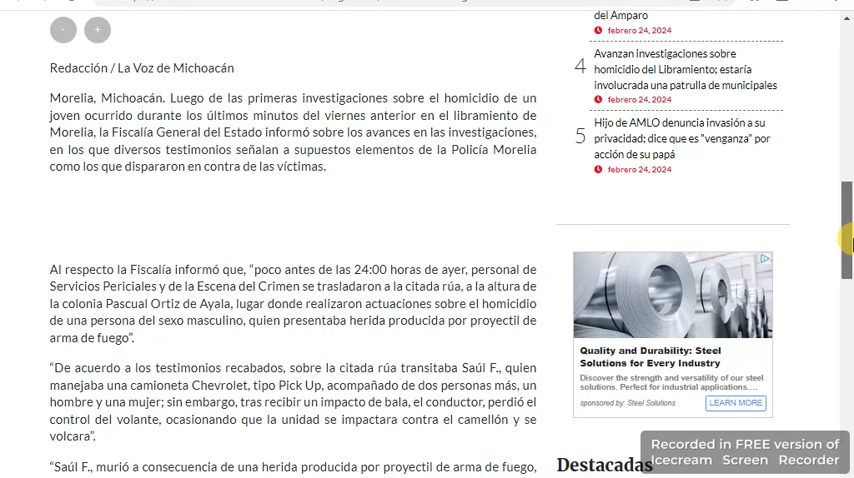 -
+
Redacción / La Voz de Michoacán
Morelia, Michoacán. Luego de las primeras investigaciones sobre el homicidio de un
joven ocurrido durante los últimos minutos del viernes anterior en el libramiento de
Morelia, la Fiscalía General del Estado informó sobre los avances en las investigaciones,
en los que diversos testimonios señalan a supuestos elementos de la Policía Morelia
como los que dispararon en contra de las víctimas.
Al respecto la Fiscalía informó que, “poco antes de las 24:00 horas de ayer, personal de
Servicios Periciales y de la Escena del Crimen se trasladaron a la citada rúa, a la altura de
la colonia Pascual Ortiz de Ayala, lugar donde realizaron actuaciones sobre el homicidio
de una persona del sexo masculino, quien presentaba herida producida por proyectil de
arma de fuego”.
“De acuerdo a los testimonios recabados, sobre la citada rúa transitaba Saúl F., quien
manejaba una camioneta Chevrolet, tipo Pick Up, acompañado de dos personas más, un
hombre y una mujer; sin embargo, tras recibir un impacto de bala, el conductor, perdió el
control del volante, ocasionando que la unidad se impactara contra el camellón y se
volcara”.
“Saúl F., murió a consecuencia de una herida producida por proyectil de arma de fuego,
del Amparo
febrero 24, 2024
4
Avanzan investigaciones sobre
homicidio del Libramiento; estaría
involucrada una patrulla de municipales
febrero 24, 2024
5
Hijo de AMLO denuncia invasión a su
privacidad; dice que es "venganza" por
acción de su papá
febrero 24, 2024
Quality and Durability: Steel
Solutions for Every Industry
Discover the strength and versatility of our steel
solutions. Perfect for industrial applications....
sponsored by: Steel Solutions
LEARN MORE
Destacadas
Recorded in FREE version of
Icecream Screen Recorder